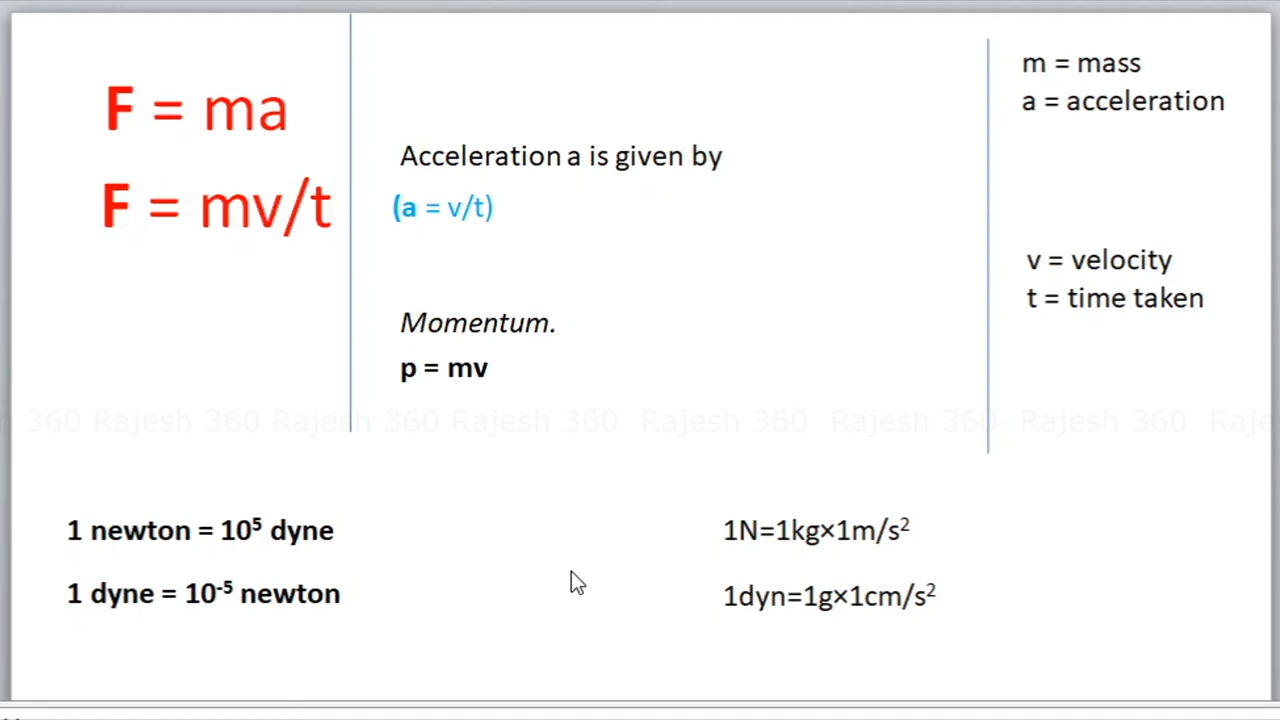 F = ma
F = mv/t
Acceleration a is given by
(a = v/t)
Momentum.
p = mv
m = mass
a = acceleration
v = velocity
t = time taken
360 Rajesh 360 Rajesh 360 Rajesh 360 Rajesh 360 Rajesh 360 Rajesh 360 Raje
1 newton = 10⁵ dyne
1 dyne = 10⁻⁵ newton
1N=1kg×1m/s²
1dyn=1g×1cm/s²